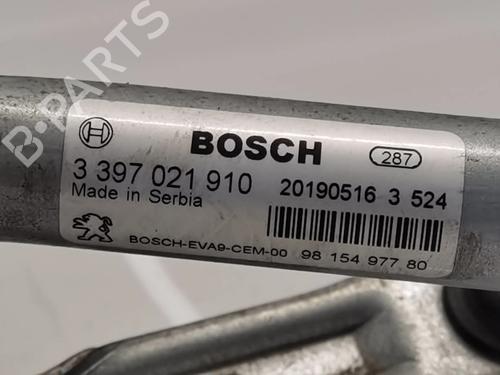 B-PARTS
BOSCH
287
3 397 021 910
20190516 3 524
Made in Serbia
BOSCH-EVA9-CEM-00 98 154 977 80